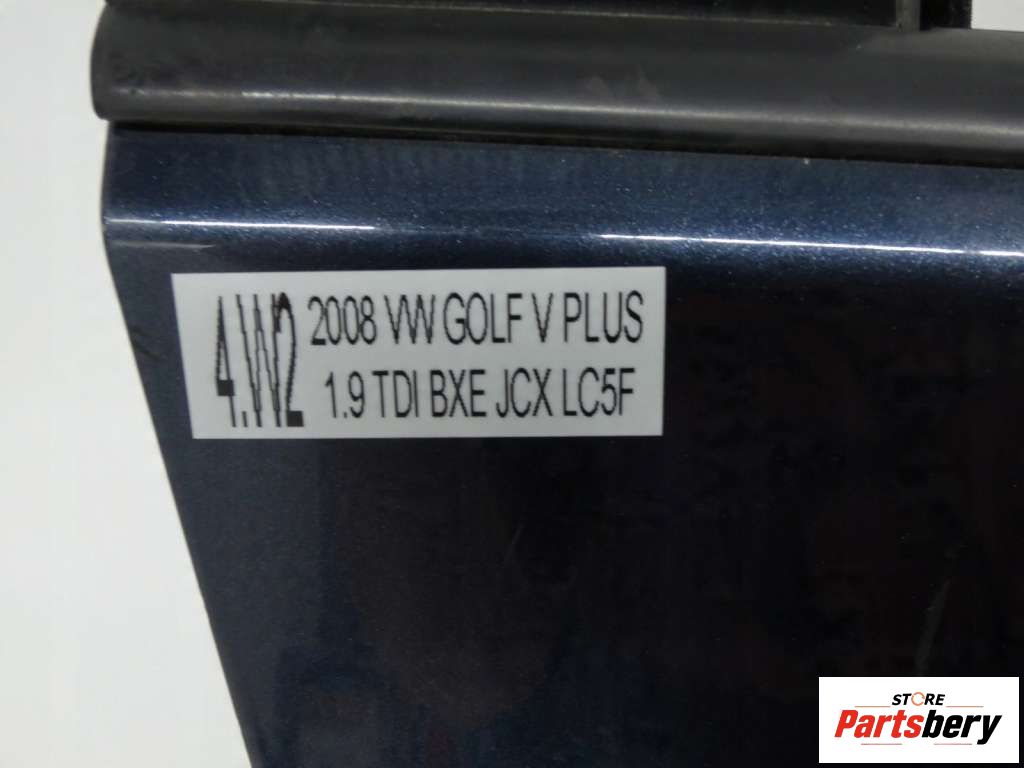 4.W2
2008 VW GOLF V PLUS
1.9 TDI BXE JCX LC5F
STORE
Partsbery